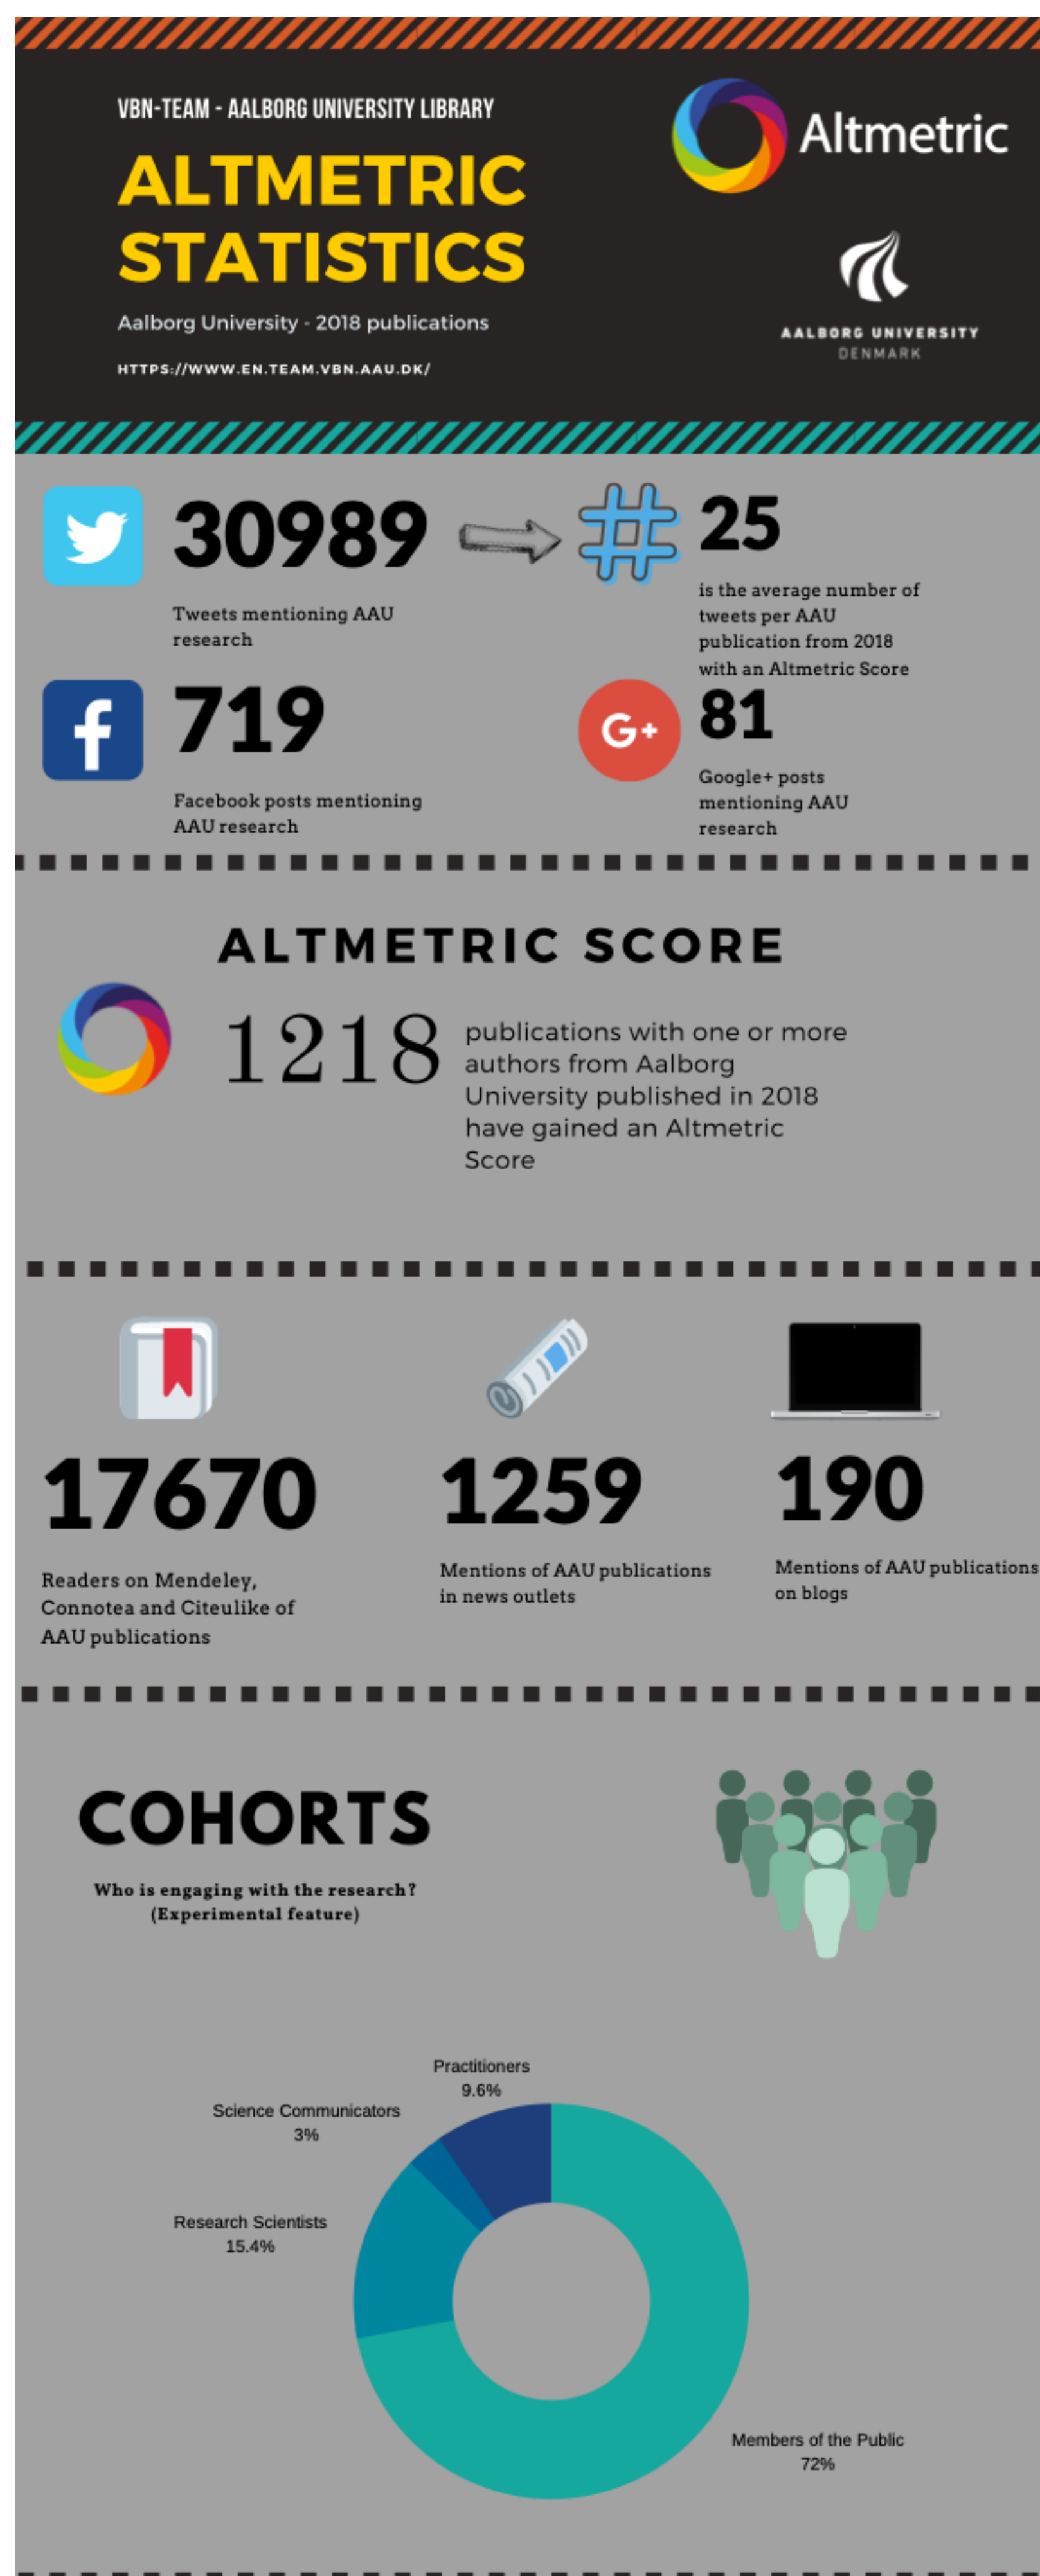 VBN-TEAM - AALBORG UNIVERSITY LIBRARY
ALTMETRIC
STATISTICS
Aalborg University - 2018 publications
HTTPS://WWW.EN.TEAM.VBN.AAU.DK/
Altmetric
AALBORG UNIVERSITY
DENMARK
30989
Tweets mentioning AAU
research
25
is the average number of
tweets per AAU
publication from 2018
with an Altmetric Score
719
Facebook posts mentioning
AAU research
G+
81
Google+ posts
mentioning AAU
research
ALTMETRIC SCORE
1218
publications with one or more
authors from Aalborg
University published in 2018
have gained an Altmetric
Score
17670
Readers on Mendeley,
Connotea and Citeulike of
AAU publications
1259
Mentions of AAU publications
in news outlets
190
Mentions of AAU publications
on blogs
COHORTS
Who is engaging with the research?
(Experimental feature)
Practitioners
9.6%
Science Communicators
3%
Research Scientists
15.4%
Members of the Public
72%